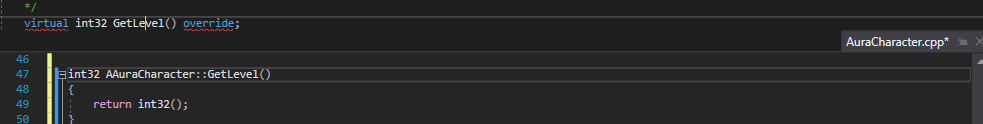 */
virtual int32 GetLevel() override;
AuraCharacter.cpp*
46
47 int32 AAuraCharacter::GetLevel()
48 {
49 return int32();
50 }